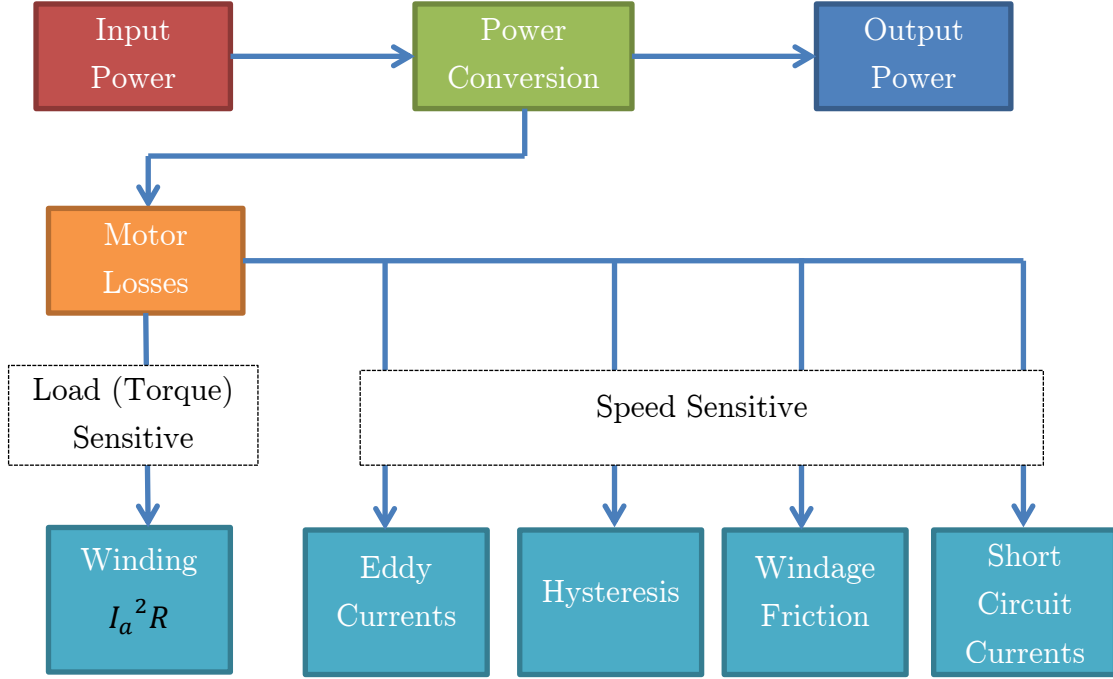 Input
Power
Power
Conversion
Output
Power
Motor
Losses
Load (Torque)
Sensitive
Speed Sensitive
Winding
Iₐ²R
Eddy
Currents
Hysteresis
Windage
Friction
Short
Circuit
Currents